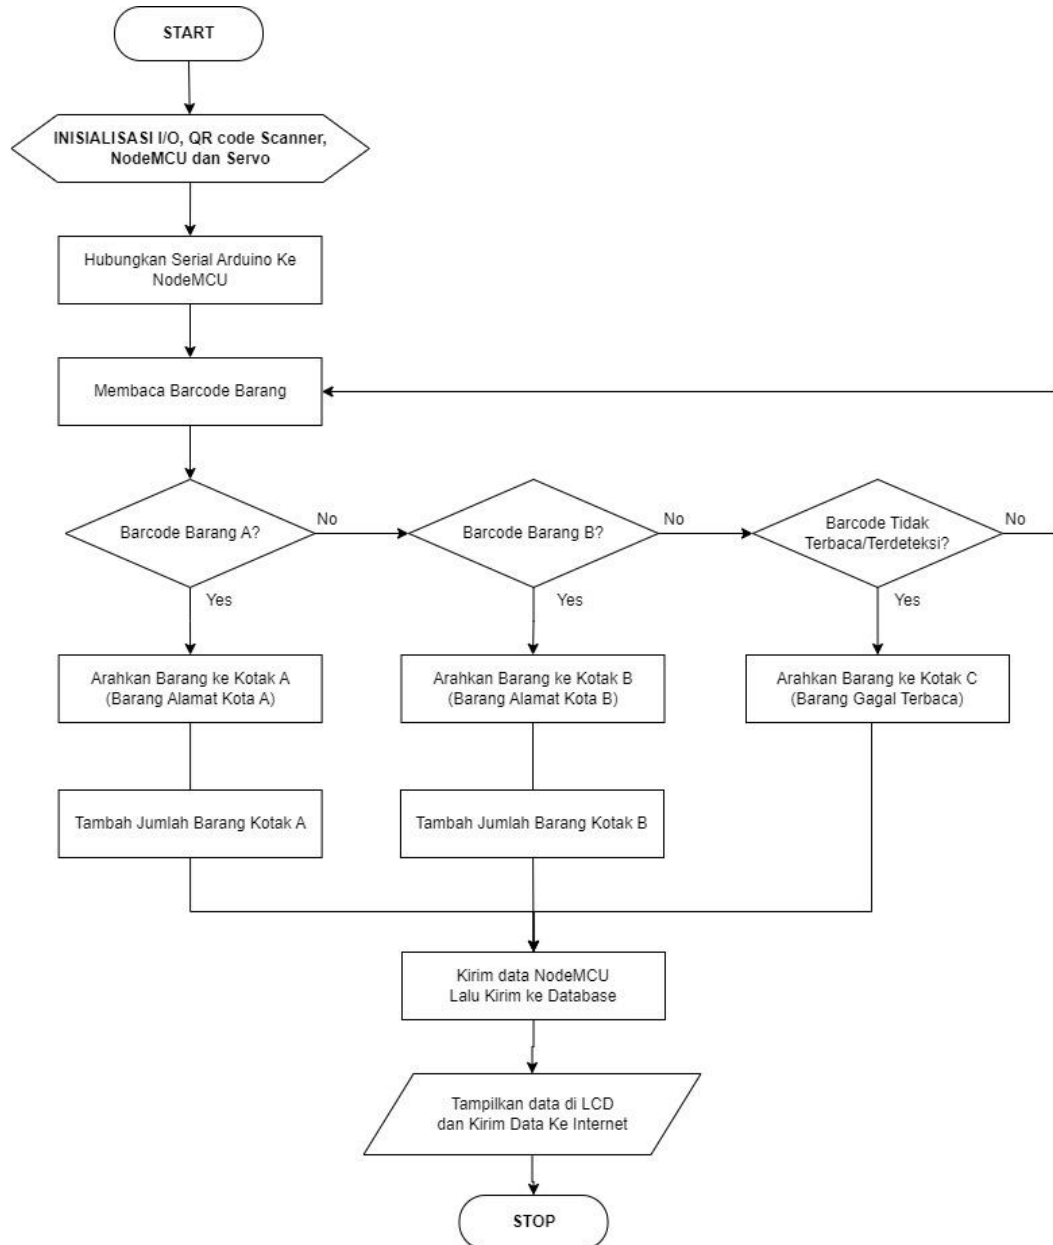 START
INISIALISASI I/O, QR code Scanner,
NodeMCU dan Servo
Hubungkan Serial Arduino Ke
NodeMCU
Membaca Barcode Barang
Barcode Barang A?
No
Barcode Barang B?
No
Barcode Tidak
Terbaca/Terdeteksi?
No
Yes
Yes
Yes
Arahkan Barang ke Kotak A
(Barang Alamat Kota A)
Arahkan Barang ke Kotak B
(Barang Alamat Kota B)
Arahkan Barang ke Kotak C
(Barang Gagal Terbaca)
Tambah Jumlah Barang Kotak A
Tambah Jumlah Barang Kotak B
Kirim data NodeMCU
Lalu Kirim ke Database
Tampilkan data di LCD
dan Kirim Data Ke Internet
STOP